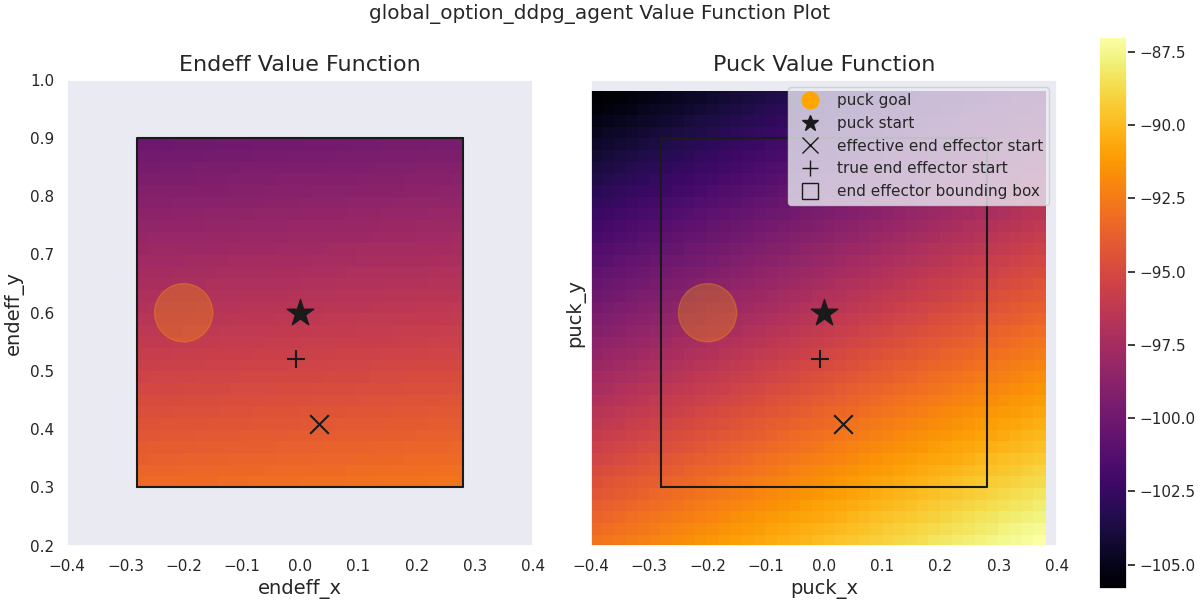 global_option_ddpg_agent Value Function Plot
Endeff Value Function
1.0
0.9
0.8
0.7
0.6
0.5
0.4
0.3
0.2
endeff_y
−0.4 −0.3 −0.2 −0.1 0.0 0.1 0.2 0.3 0.4
endeff_x
Puck Value Function
puck goal
puck start
effective end effector start
true end effector start
end effector bounding box
puck_y
−0.4 −0.3 −0.2 −0.1 0.0 0.1 0.2 0.3 0.4
puck_x
−87.5
−90.0
−92.5
−95.0
−97.5
−100.0
−102.5
−105.0